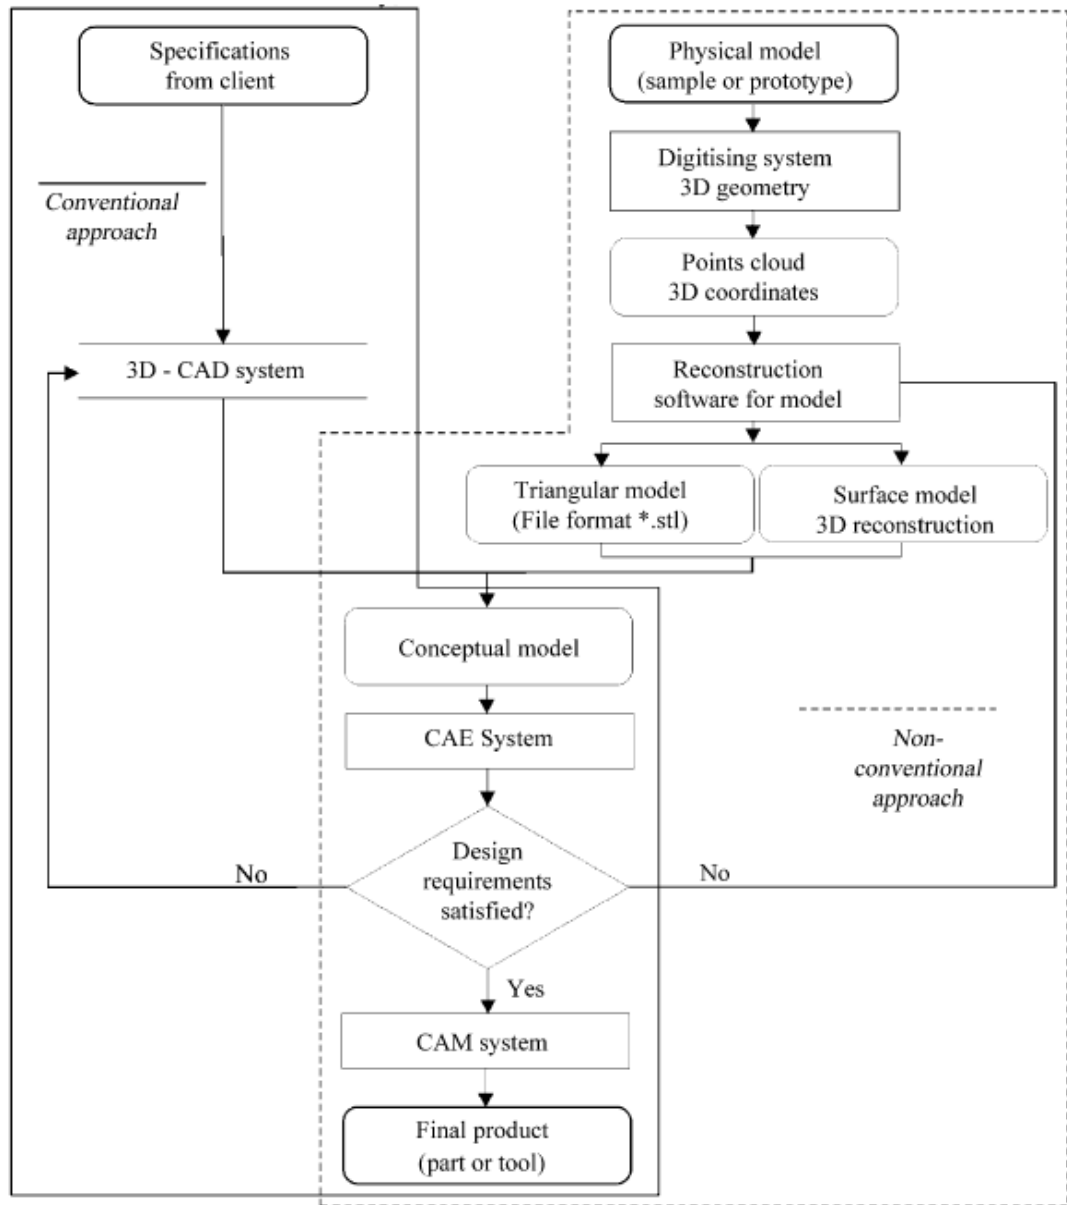 Specifications
from client
Conventional
approach
3D - CAD system
Physical model
(sample or prototype)
Digitising system
3D geometry
Points cloud
3D coordinates
Reconstruction
software for model
Triangular model
(File format *.stl)
Surface model
3D reconstruction
Conceptual model
CAE System
Non-
conventional
approach
Design
requirements
satisfied?
No
No
Yes
CAM system
Final product
(part or tool)